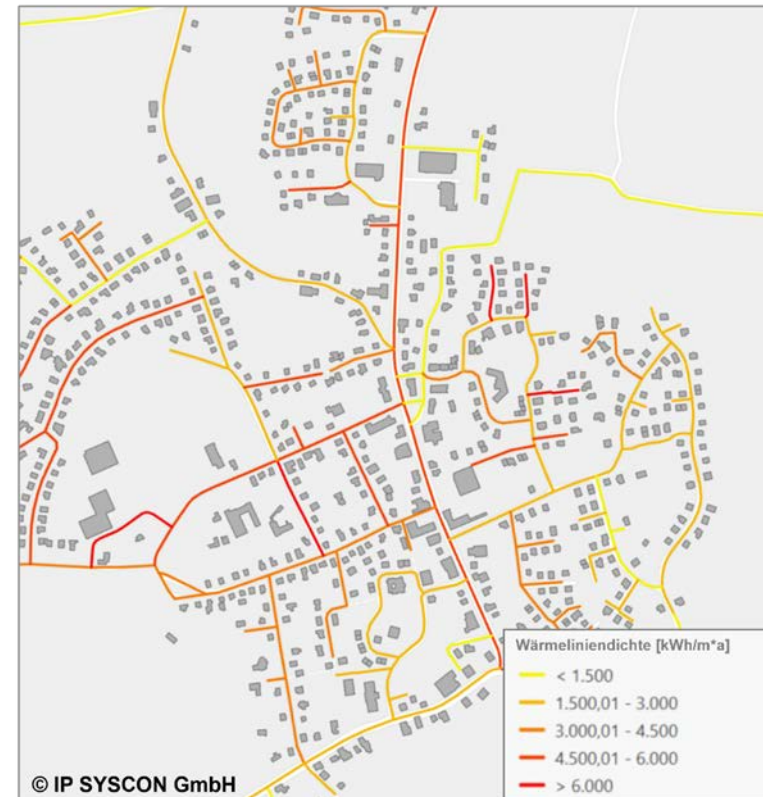 Wärmeliniendichte [kWh/m*a]
< 1.500
1.500,01 - 3.000
3.000,01 - 4.500
4.500,01 - 6.000
> 6.000
© IP SYSCON GmbH